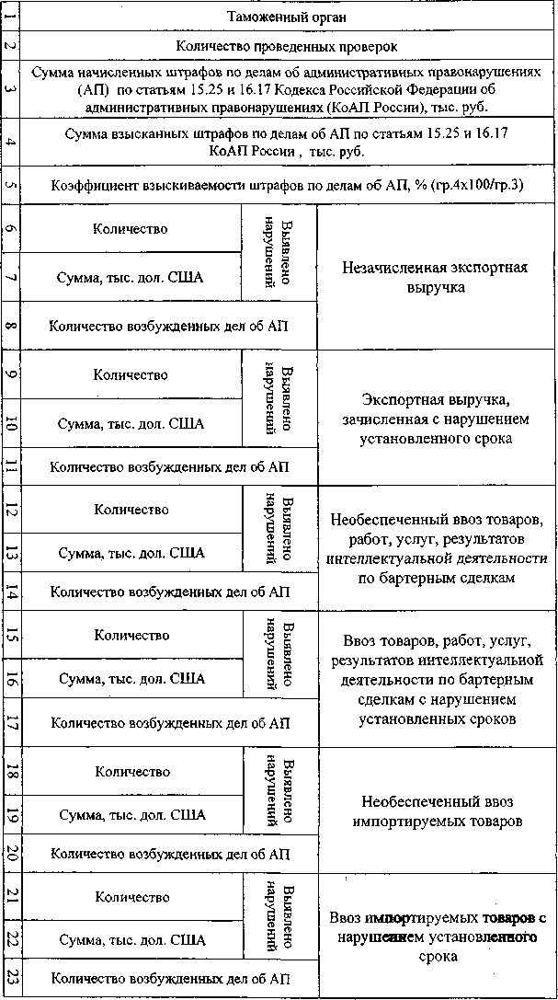 1
Таможенный орган
2
Количество проведенных проверок
3
Сумма начисленных штрафов по делам об административных правонарушениях
(АП) по статьям 15.25 и 16.17 Кодекса Российской Федерации об
административных правонарушениях (КоАП России), тыс. руб.
4
Сумма взысканных штрафов по делам об АП по статьям 15.25 и 16.17
КоАП России , тыс. руб.
5
Коэффициент взыскиваемости штрафов по делам об АП, % (гр.4x100/гр.3)
6
Количество
7
Сумма, тыс. дол. США
Выявлено
нарушений
8
Количество возбужденных дел об АП
Незачисленная экспортная
выручка
9
Количество
10
Сумма, тыс. дол. США
Выявлено
нарушений
11
Количество возбужденных дел об АП
Экспортная выручка,
зачисленная с нарушением
установленного срока
12
Количество
13
Сумма, тыс. дол. США
Выявлено
нарушений
14
Количество возбужденных дел об АП
Необеспеченный ввоз товаров,
работ, услуг, результатов
интеллектуальной деятельности
по бартерным сделкам
15
Количество
16
Сумма, тыс. дол. США
Выявлено
нарушений
17
Количество возбужденных дел об АП
Ввоз товаров, работ, услуг,
результатов интеллектуальной
деятельности по бартерным
сделкам с нарушением
установленных сроков
18
Количество
19
Сумма, тыс. дол. США
Выявлено
нарушений
20
Количество возбужденных дел об АП
Необеспеченный ввоз
импортируемых товаров
21
Количество
22
Сумма, тыс. дол. США
Выявлено
нарушений
23
Количество возбужденных дел об АП
Ввоз импортируемых товаров с
нарушением установленного
срока